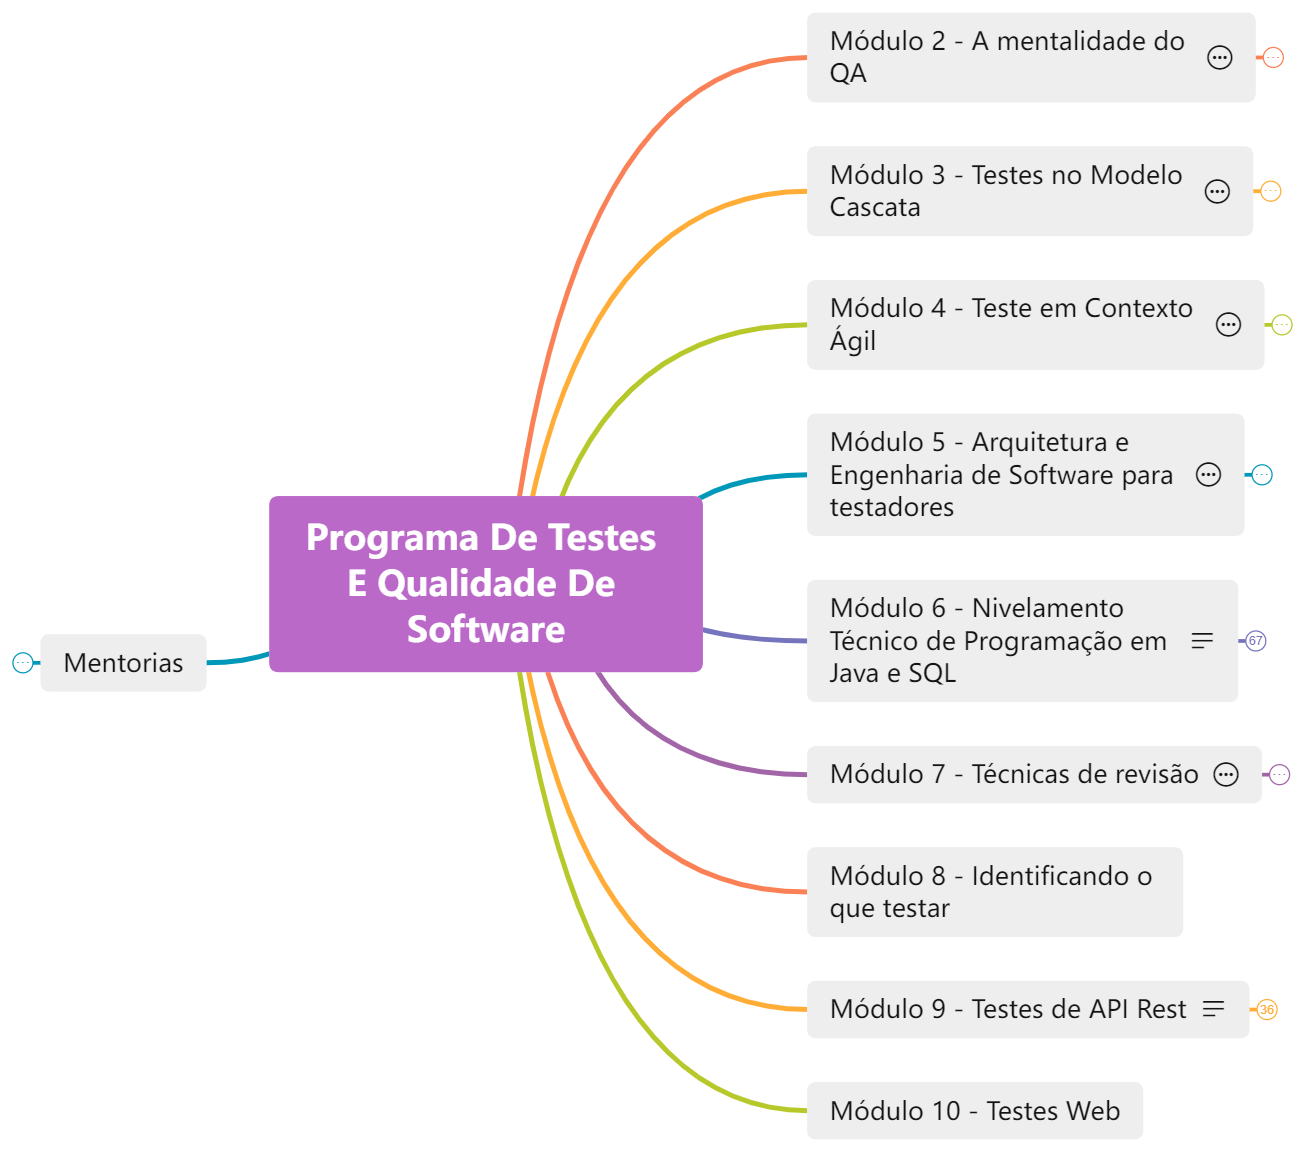 Módulo 2 - A mentalidade do
QA
Módulo 3 - Testes no Modelo
Cascata
Módulo 4 - Teste em Contexto
Ágil
Módulo 5 - Arquitetura e
Engenharia de Software para
testadores
Programa De Testes
E Qualidade De
Software
Mentorias
Módulo 6 - Nivelamento
Técnico de Programação em
Java e SQL
67
Módulo 7 - Técnicas de revisão
Módulo 8 - Identificando o
que testar
Módulo 9 - Testes de API Rest
36
Módulo 10 - Testes Web